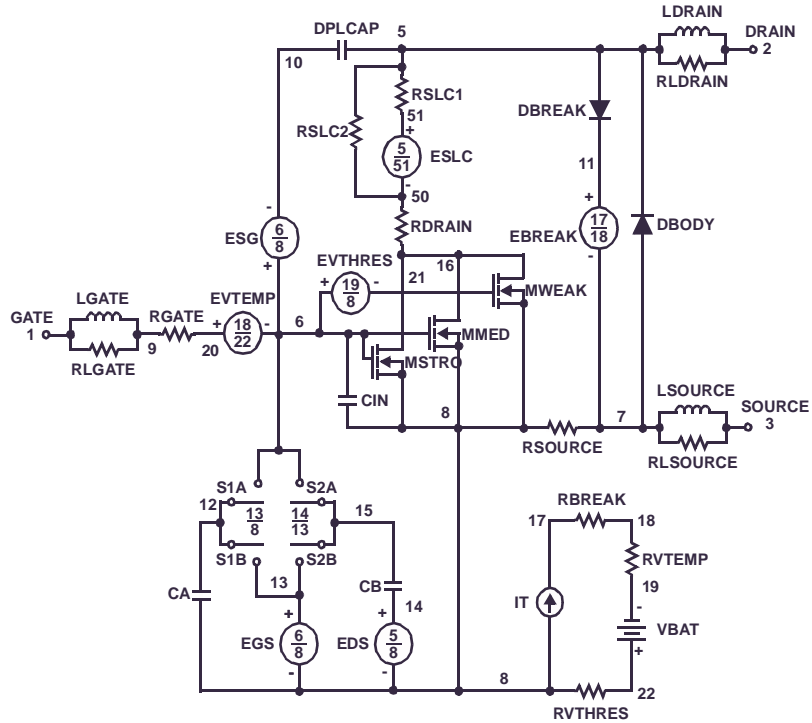 LDRAIN
DPLCAP 5 DRAIN
10 2
RLDRAIN
RSLC1
DBREAK
51
RSLC2 +
5
51
ESLC
11
-
50
-
RDRAIN
+
17
18
DBODY
ESG
6
8
EBREAK
+
EVTHRES
16
-
+ 19
8
- 21
MWEAK
LGATE
EVTEMP
GATE RGATE
+ 18
22
- 6
MMED
1
9 20
RLGATE
MSTRO
LSOURCE
CIN
8 7
SOURCE
3
RSOURCE
RLSOURCE
S1A S2A
12 13
8
14
13
15
RBREAK
17 18
S1B S2B
RVTEMP
13
CA CB 19
IT
14
-
+ +
VBAT
EGS 6
8
EDS 5
8
+
- -
8
22
RVTHRES